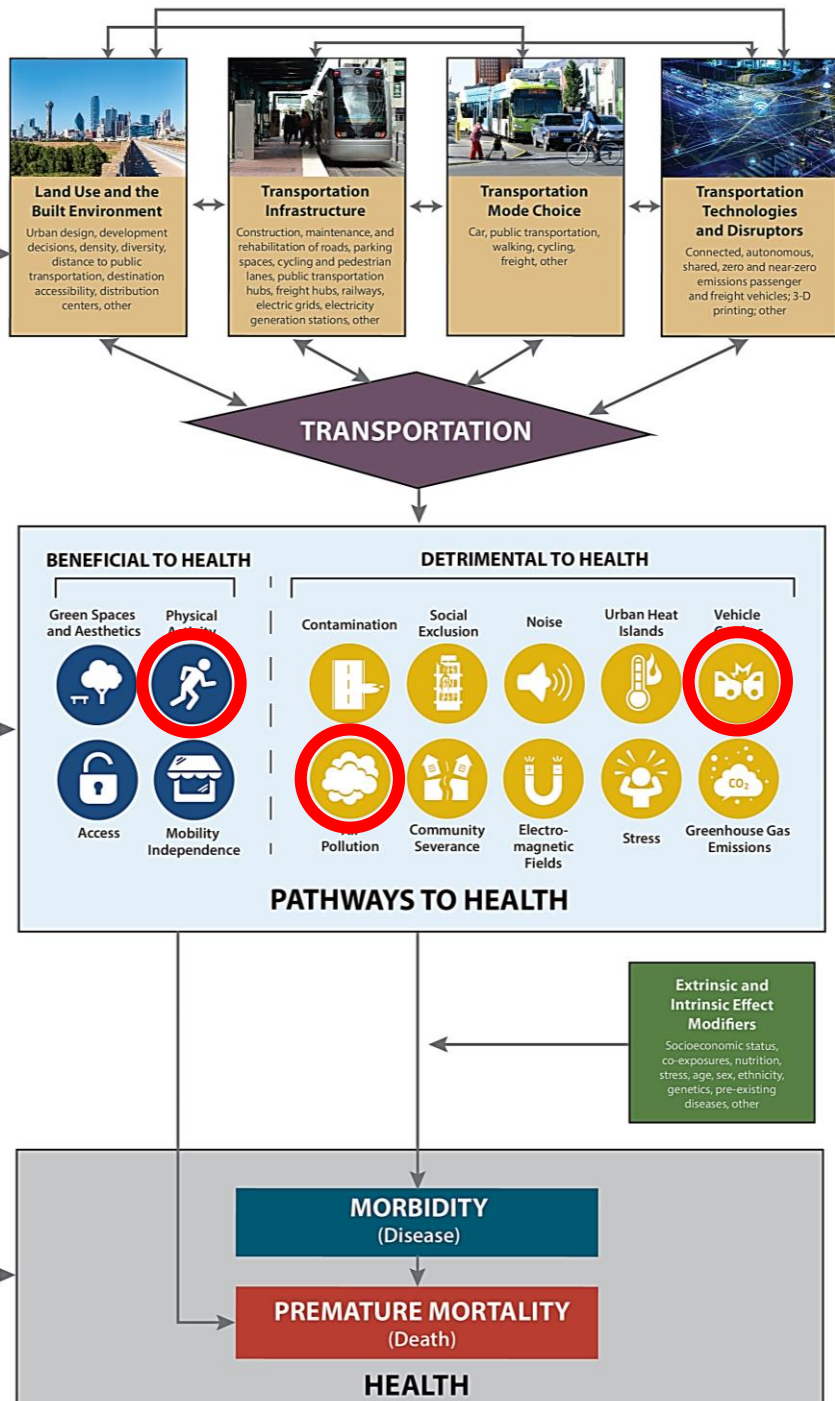 Land Use and the
Built Environment
Urban design, development
decisions, density, diversity,
distance to public
transportation, destination
accessibility, distribution
centers, other
Transportation
Infrastructure
Construction, maintenance, and
rehabilitation of roads, parking
spaces, cycling and pedestrian
lanes, public transportation
hubs, freight hubs, railways,
electric grids, electricity
generation stations, other
Transportation
Mode Choice
Car, public transportation,
walking, cycling,
freight, other
Transportation
Technologies
and Disruptors
Connected, autonomous,
shared, zero and near-zero
emissions passenger
and freight vehicles; 3-D
printing; other
TRANSPORTATION
BENEFICIAL TO HEALTH
DETRIMENTAL TO HEALTH
Green Spaces
and Aesthetics
Physical
Contamination
Social
Exclusion
Noise
Urban Heat
Islands
Vehicle
Access
Mobility
Independence
Pollution
Community
Severance
Electro-
magnetic
Fields
Stress
CO₂
Greenhouse Gas
Emissions
PATHWAYS TO HEALTH
Extrinsic and
Intrinsic Effect
Modifiers
Socioeconomic status,
co-exposures, nutrition,
stress, age, sex, ethnicity,
genetics, pre-existing
diseases, other
MORBIDITY
(Disease)
PREMATURE MORTALITY
(Death)
HEALTH